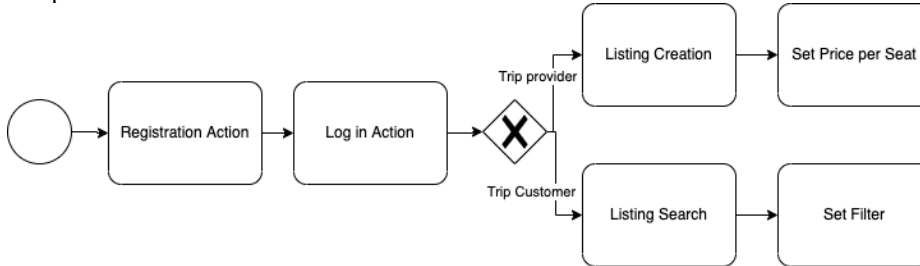 Listing Creation
Set Price per Seat
Trip provider
Registration Action
Log in Action
Trip Customer
Listing Search
Set Filter